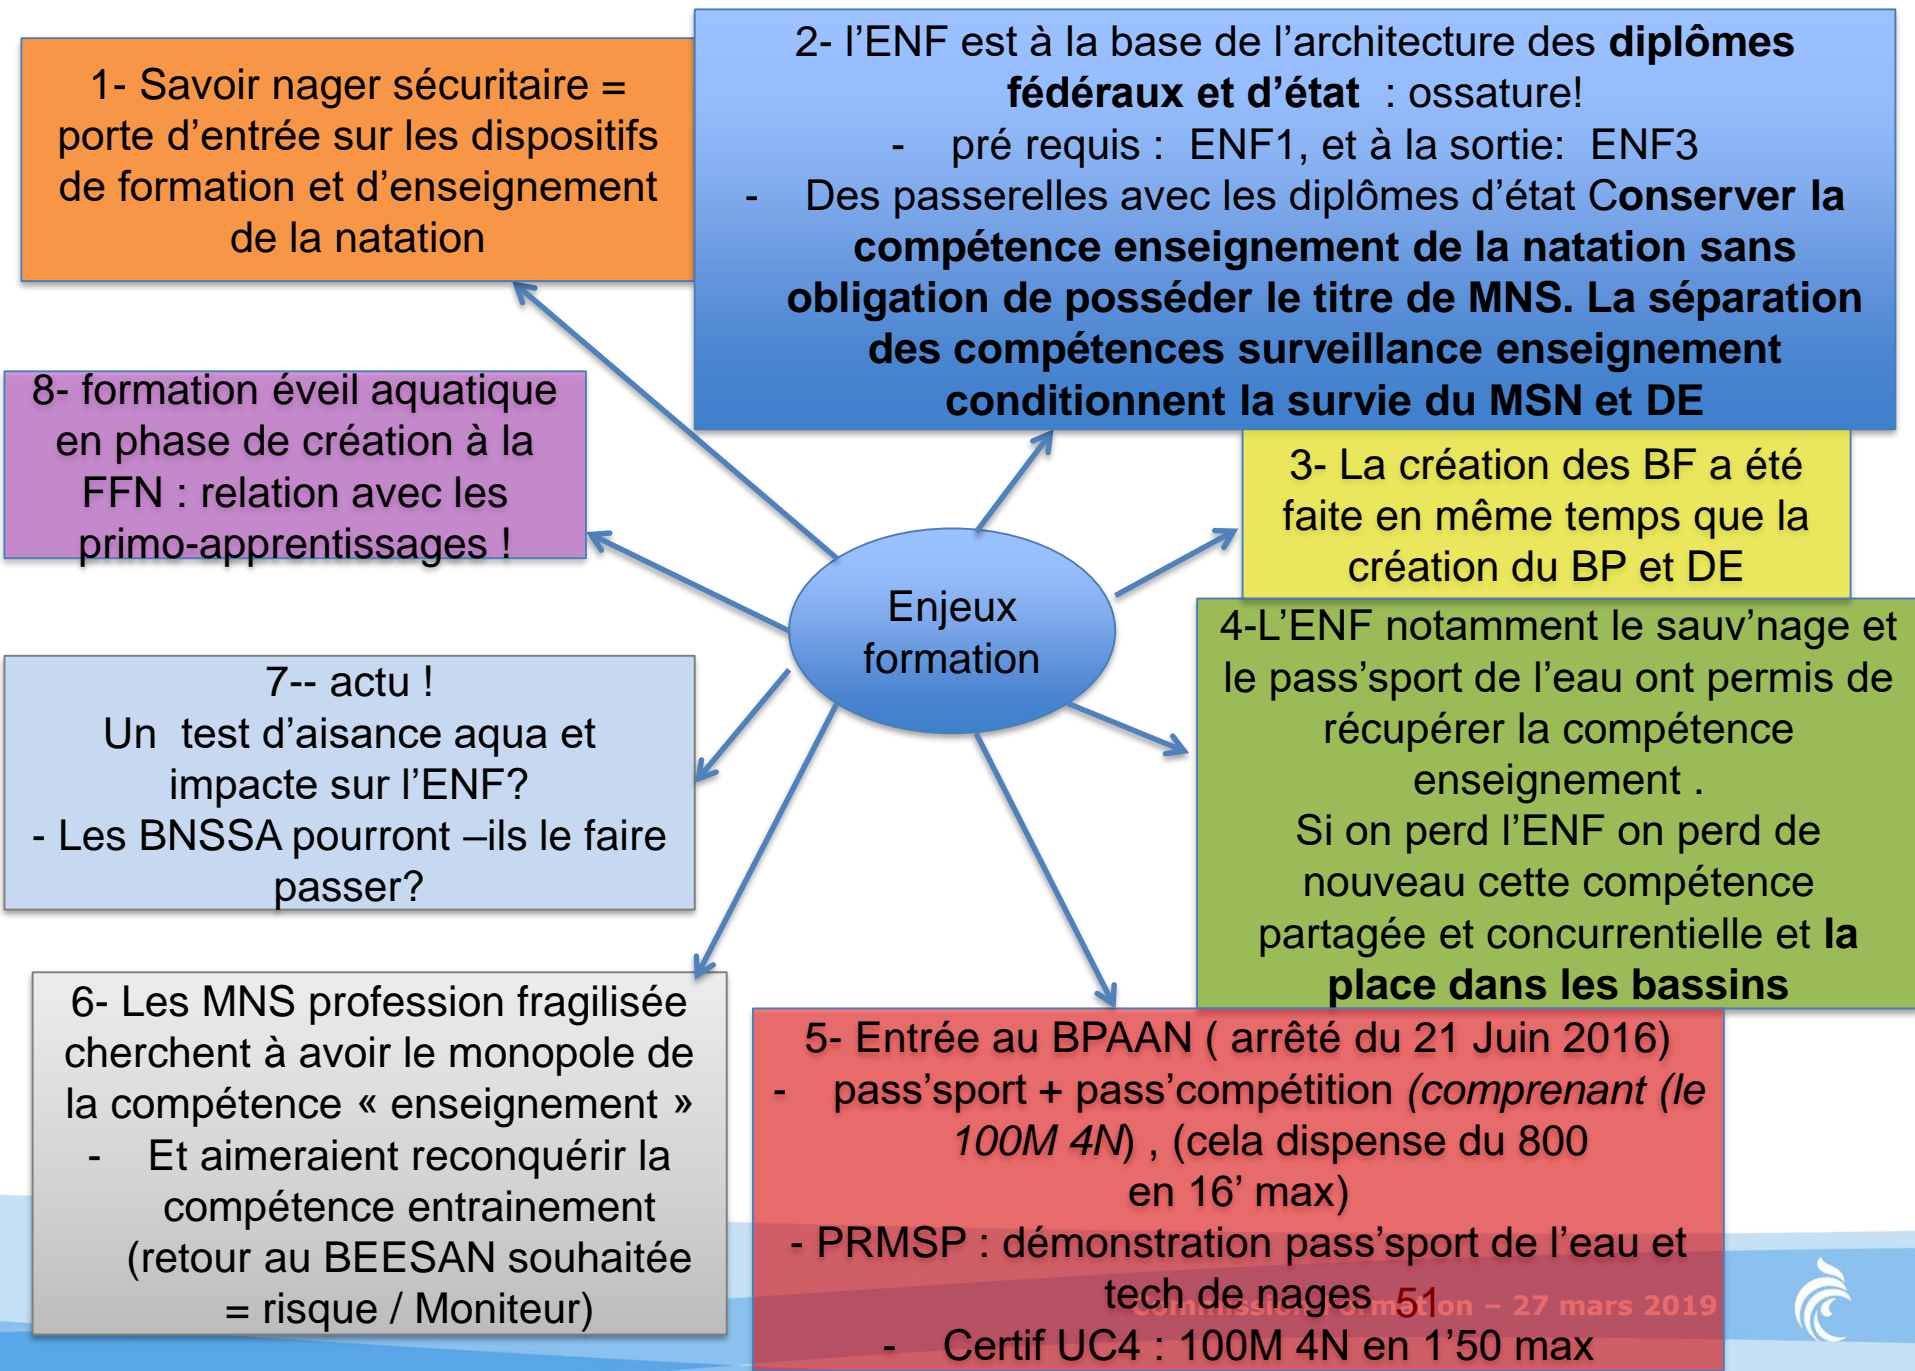 1- Savoir nager sécuritaire =
porte d’entrée sur les dispositifs
de formation et d’enseignement
de la natation
2- l’ENF est à la base de l’architecture des diplômes
fédéraux et d’état : ossature!
- pré requis : ENF1, et à la sortie: ENF3
- Des passerelles avec les diplômes d’état Conserver la
compétence enseignement de la natation sans
obligation de posséder le titre de MNS. La séparation
des compétences surveillance enseignement
conditionnent la survie du MSN et DE
8- formation éveil aquatique
en phase de création à la
FFN : relation avec les
primo-apprentissages !
3- La création des BF a été
faite en même temps que la
création du BP et DE
Enjeux
formation
4-L’ENF notamment le sauv’nage et
le pass’sport de l’eau ont permis de
récupérer la compétence
enseignement .
Si on perd l’ENF on perd de
nouveau cette compétence
partagée et concurrentielle et la
place dans les bassins
7-- actu !
Un test d’aisance aqua et
impacte sur l’ENF?
- Les BNSSA pourront –ils le faire
passer?
6- Les MNS profession fragilisée
cherchent à avoir le monopole de
la compétence « enseignement »
- Et aimeraient reconquérir la
compétence entrainement
(retour au BEESAN souhaitée
= risque / Moniteur)
5- Entrée au BPAAN ( arrêté du 21 Juin 2016)
- pass’sport + pass’compétition (comprenant (le
100M 4N) , (cela dispense du 800
en 16’ max)
- PRMSP : démonstration pass’sport de l’eau et
tech de nages
- Certif UC4 : 100M 4N en 1’50 max
51
Commission formation – 27 mars 2019